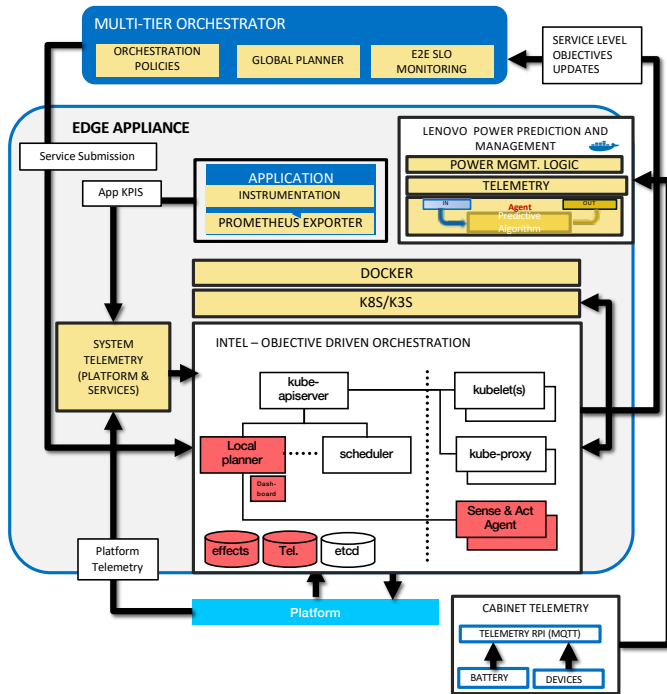 MULTI-TIER ORCHESTRATOR
ORCHESTRATION
POLICIES
GLOBAL PLANNER
E2E SLO
MONITORING
SERVICE LEVEL
OBJECTIVES
UPDATES
EDGE APPLIANCE
Service Submission
App KPIS
APPLICATION
INSTRUMENTATION
PROMETHEUS EXPORTER
LENOVO POWER PREDICTION AND
MANAGEMENT
POWER MGMT. LOGIC
TELEMETRY
IN
Agent
OUT
Predictive
Algorithm
DOCKER
K8S/K3S
SYSTEM
TELEMETRY
(PLATFORM &
SERVICES)
INTEL – OBJECTIVE DRIVEN ORCHESTRATION
kube-
apiserver
kubelet(s)
Local
planner
scheduler
kube-proxy
Dash-
board
Sense & Act
Agent
effects
Tel.
etcd
Platform
Telemetry
Platform
CABINET TELEMETRY
TELEMETRY RPI (MQTT)
BATTERY
DEVICES